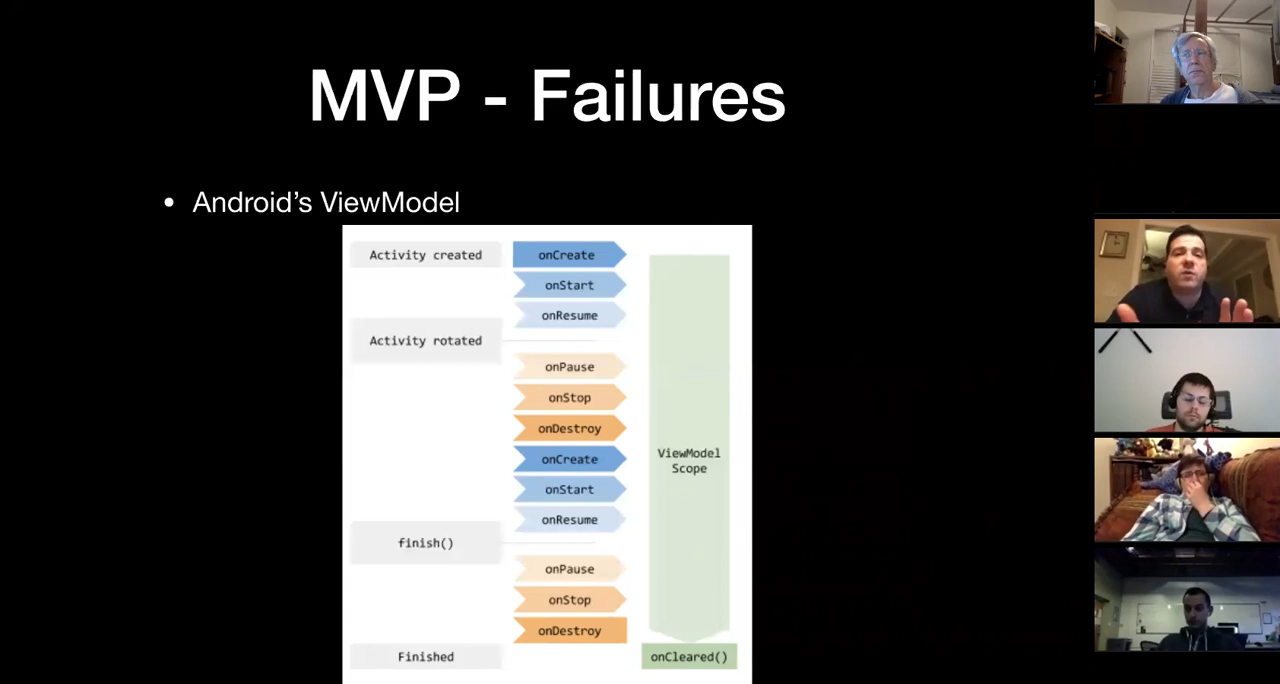 MVP - Failures
• Android’s ViewModel
Activity created
onCreate
onStart
onResume
Activity rotated
onPause
onStop
onDestroy
onCreate
ViewModel
Scope
onStart
onResume
finish()
onPause
onStop
onDestroy
Finished
onCleared()